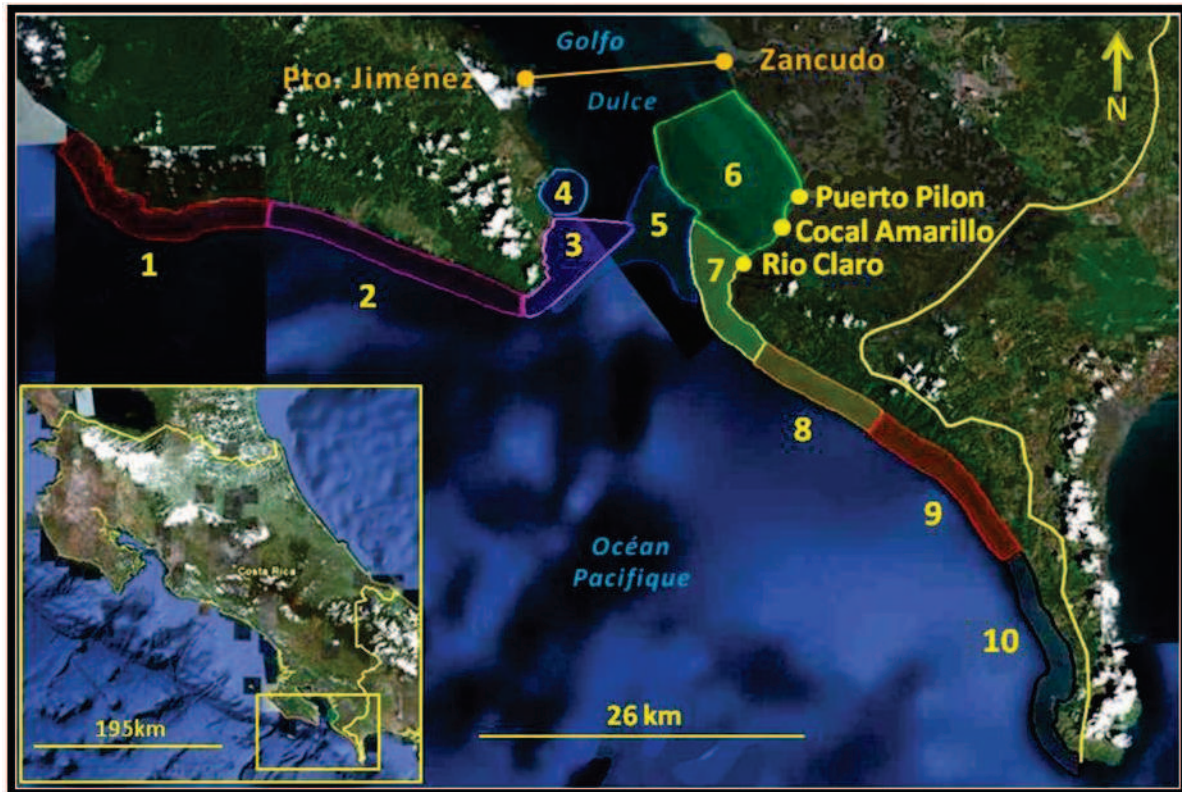 Golfo
Dulce
Pto. Jiménez
Zancudo
N
1
2
3
4
5
6
7
Puerto Pilon
Cocal Amarillo
Rio Claro
8
9
10
Océan
Pacifique
26 km
Costa Rica
195km